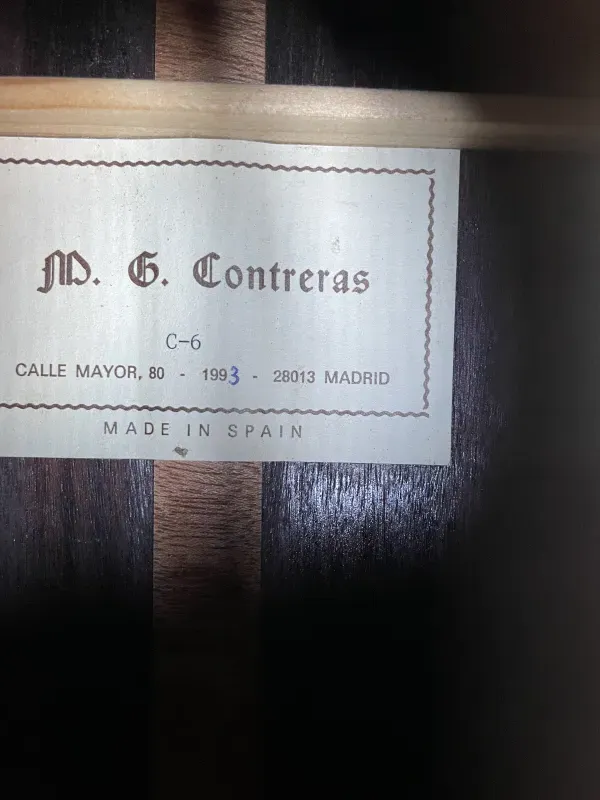 M. G. Contreras
C-6
CALLE MAYOR, 80 - 1993 - 28013 MADRID
MADE IN SPAIN